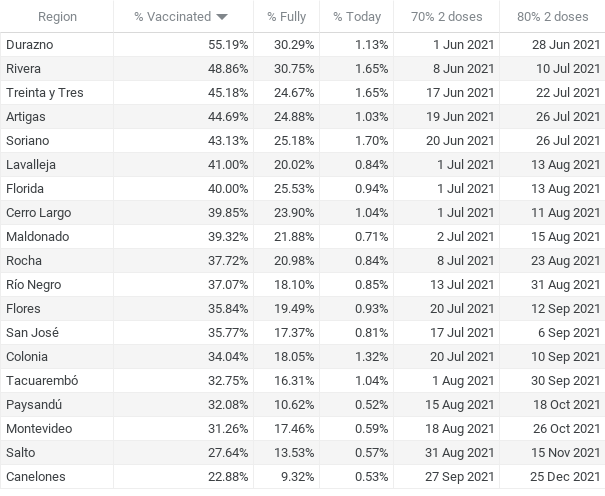 Region % Vaccinated % Fully % Today 70% 2 doses 80% 2 doses
Durazno 55.19% 30.29% 1.13% 1 Jun 2021 28 Jun 2021
Rivera 48.86% 30.75% 1.65% 8 Jun 2021 10 Jul 2021
Treinta y Tres 45.18% 24.67% 1.65% 17 Jun 2021 22 Jul 2021
Artigas 44.69% 24.88% 1.03% 19 Jun 2021 26 Jul 2021
Soriano 43.13% 25.18% 1.70% 20 Jun 2021 26 Jul 2021
Lavalleja 41.00% 20.02% 0.84% 1 Jul 2021 13 Aug 2021
Florida 40.00% 25.53% 0.94% 1 Jul 2021 13 Aug 2021
Cerro Largo 39.85% 23.90% 1.04% 1 Jul 2021 11 Aug 2021
Maldonado 39.32% 21.88% 0.71% 2 Jul 2021 15 Aug 2021
Rocha 37.72% 20.98% 0.84% 8 Jul 2021 23 Aug 2021
Río Negro 37.07% 18.10% 0.85% 13 Jul 2021 31 Aug 2021
Flores 35.84% 19.49% 0.93% 20 Jul 2021 12 Sep 2021
San José 35.77% 17.37% 0.81% 17 Jul 2021 6 Sep 2021
Colonia 34.04% 18.05% 1.32% 20 Jul 2021 10 Sep 2021
Tacuarembó 32.75% 16.31% 1.04% 1 Aug 2021 30 Sep 2021
Paysandú 32.08% 10.62% 0.52% 15 Aug 2021 18 Oct 2021
Montevideo 31.26% 17.46% 0.59% 18 Aug 2021 26 Oct 2021
Salto 27.64% 13.53% 0.57% 31 Aug 2021 15 Nov 2021
Canelones 22.88% 9.32% 0.53% 27 Sep 2021 25 Dec 2021